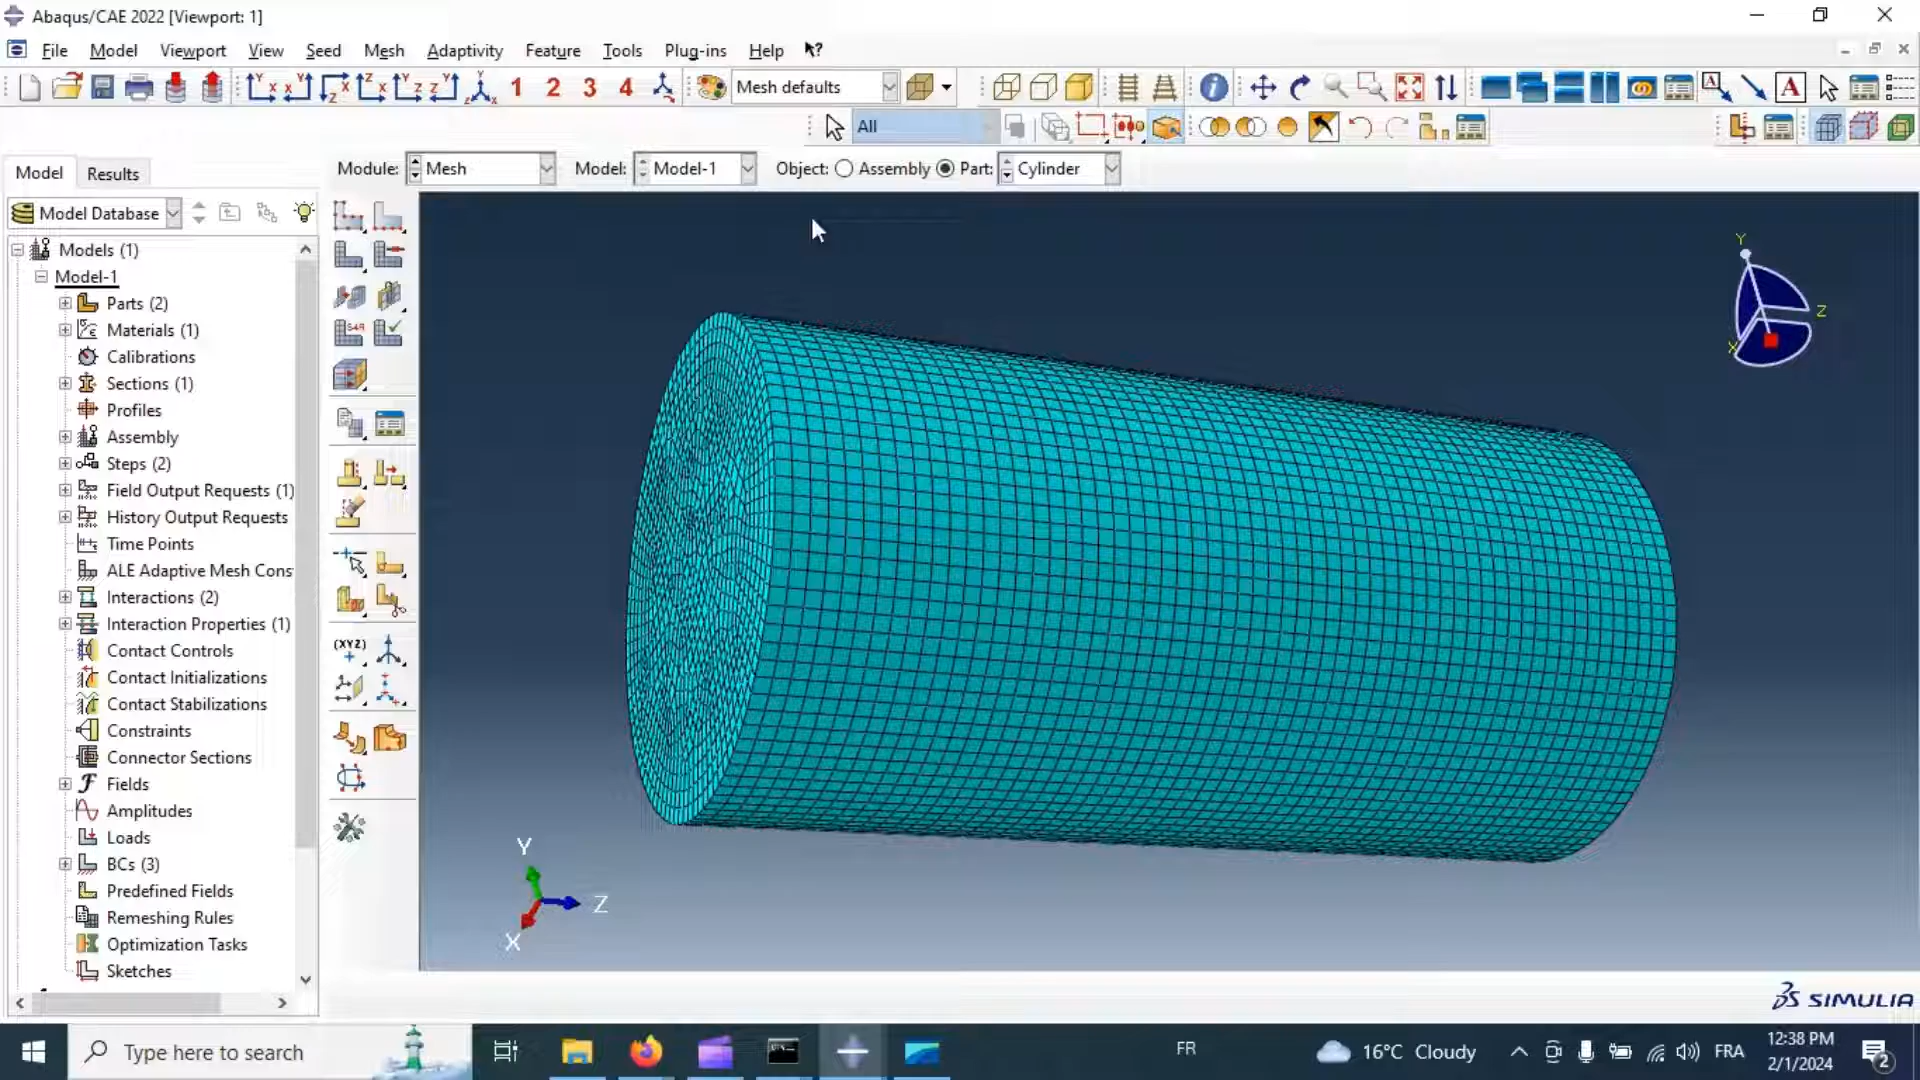 Abaqus/CAE 2022 [Viewport: 1]
File Model Viewport View Seed Mesh Adaptivity Feature Tools Plug-ins Help
1 2 3 4 Mesh defaults
All
Model Results
Module: Mesh Model: Model-1 Object: Assembly Part: Cylinder
Model Database
Models (1)
Model-1
Parts (2)
Materials (1)
Calibrations
Sections (1)
Profiles
Assembly
Steps (2)
Field Output Requests (1)
History Output Requests
Time Points
ALE Adaptive Mesh Cons
Interactions (2)
Interaction Properties (1)
Contact Controls
Contact Initializations
Contact Stabilizations
Constraints
Connector Sections
Fields
Amplitudes
Loads
BCs (3)
Predefined Fields
Remeshing Rules
Optimization Tasks
Sketches
(XYZ)
Y
Z
X
Y
Z
X
SIMULIA
Type here to search
FR
16°C Cloudy
FRA
12:38 PM
2/1/2024
2